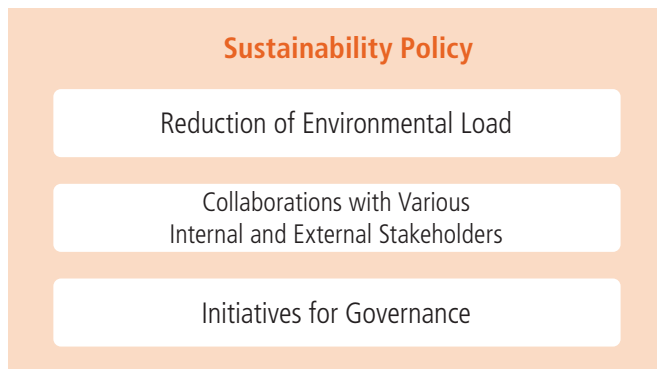 Sustainability Policy
Reduction of Environmental Load
Collaborations with Various
Internal and External Stakeholders
Initiatives for Governance